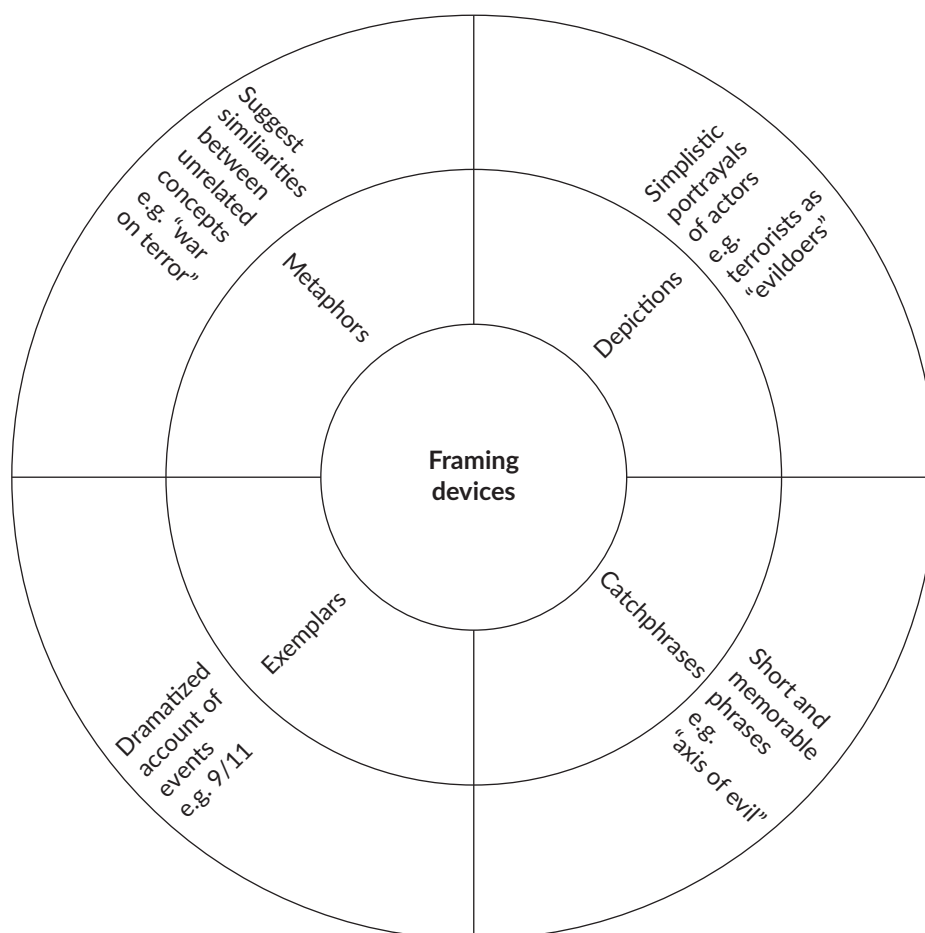 Suggest
similiarities
between
unrelated
concepts
e.g. “war
on terror”
Metaphors
Simplistic
portrayals
of actors
e.g.
terrorists as
“evildoers”
Depictions
Framing
devices
Exemplars
Dramatized
account of
events
e.g. 9/11
Catchphrases
Short and
memorable
phrases
e.g.
“axis of evil”